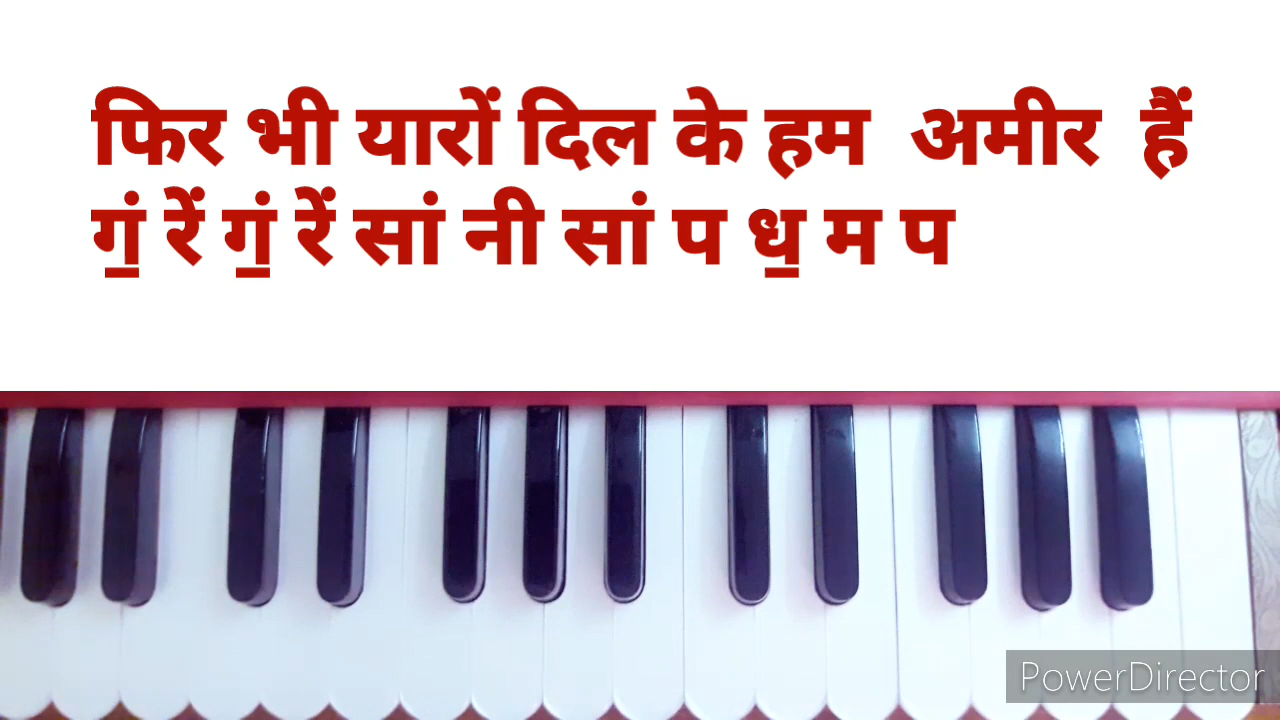 फिर भी यारों दिल के हम अमीर हैं
गं॒ रें गं॒ रें सां नी सां प ध॒ म प
PowerDirector